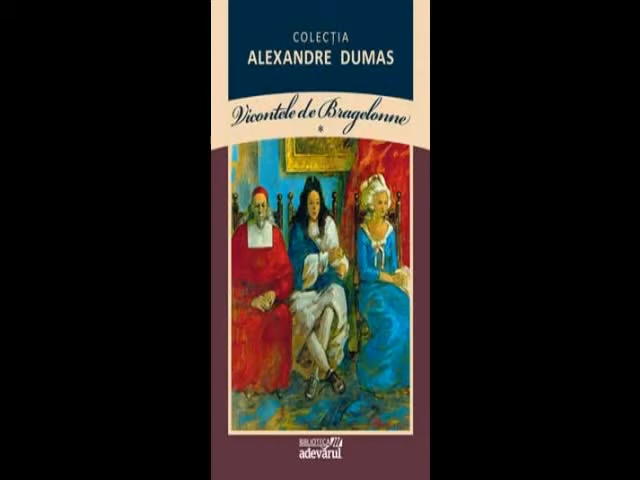 COLECȚIA
ALEXANDRE DUMAS
Vicontele de Bragelonne
*
BIBLIOTECA
adevărul